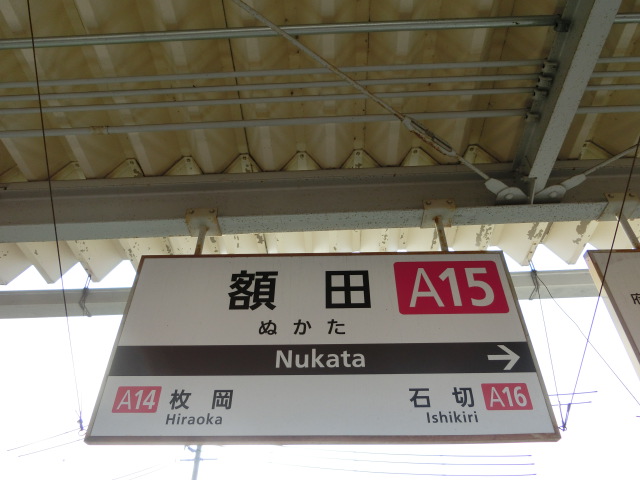 額田 A15
ぬかた
Nukata
A14 枚岡 石切 A16
Hiraoka Ishikiri